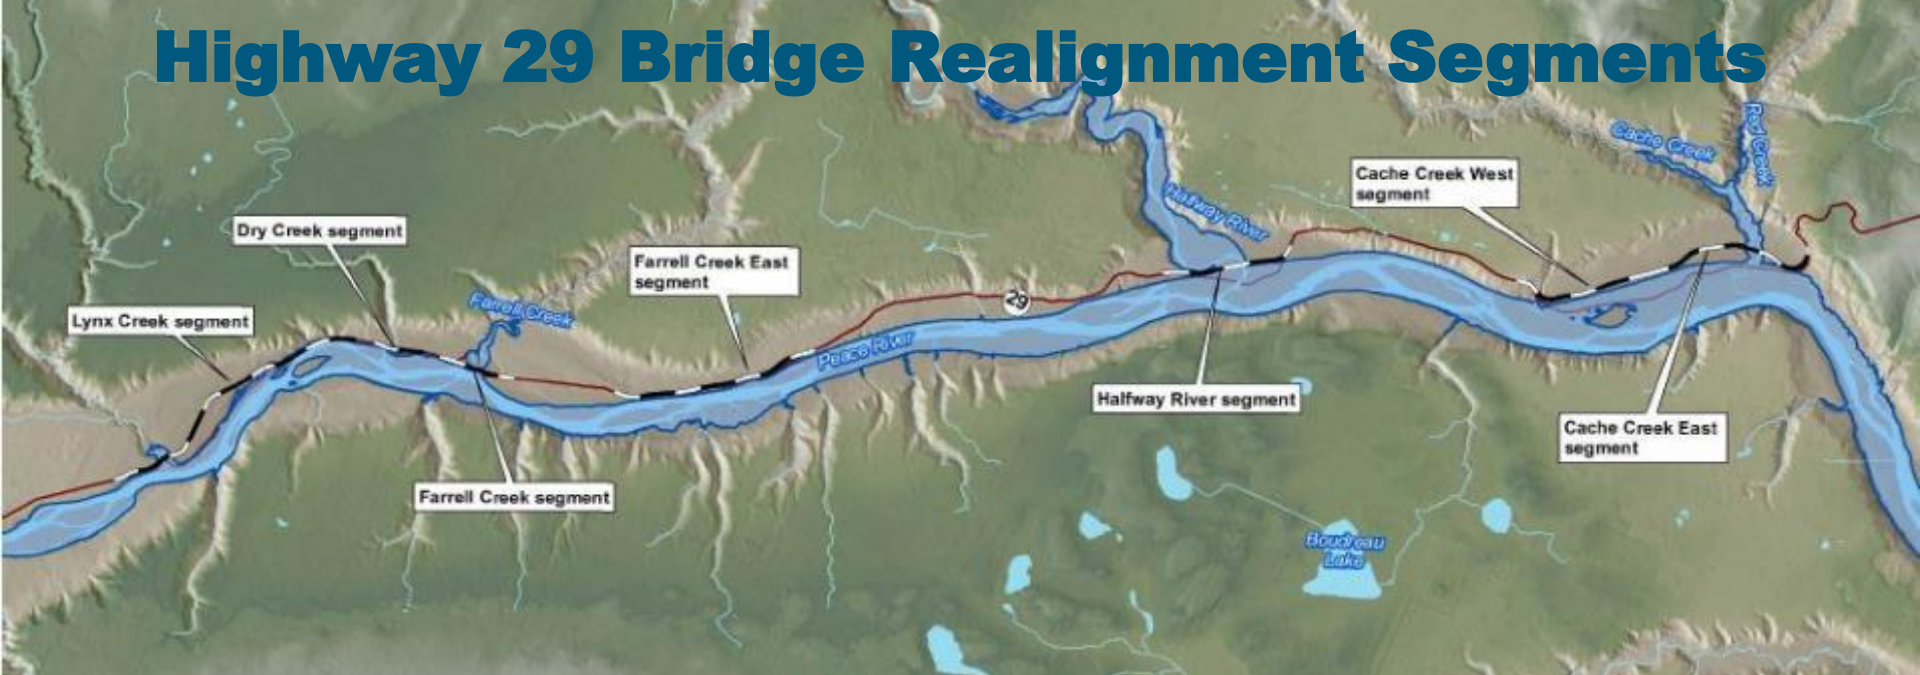 Highway 29 Bridge Realignment Segments
Cache Creek
Red Creek
Cache Creek West
segment
Halfway River
Dry Creek segment
Farrell Creek East
segment
Farrell Creek
Lynx Creek segment
29
Peace River
Halfway River segment
Cache Creek East
segment
Farrell Creek segment
Boudreau
Lake